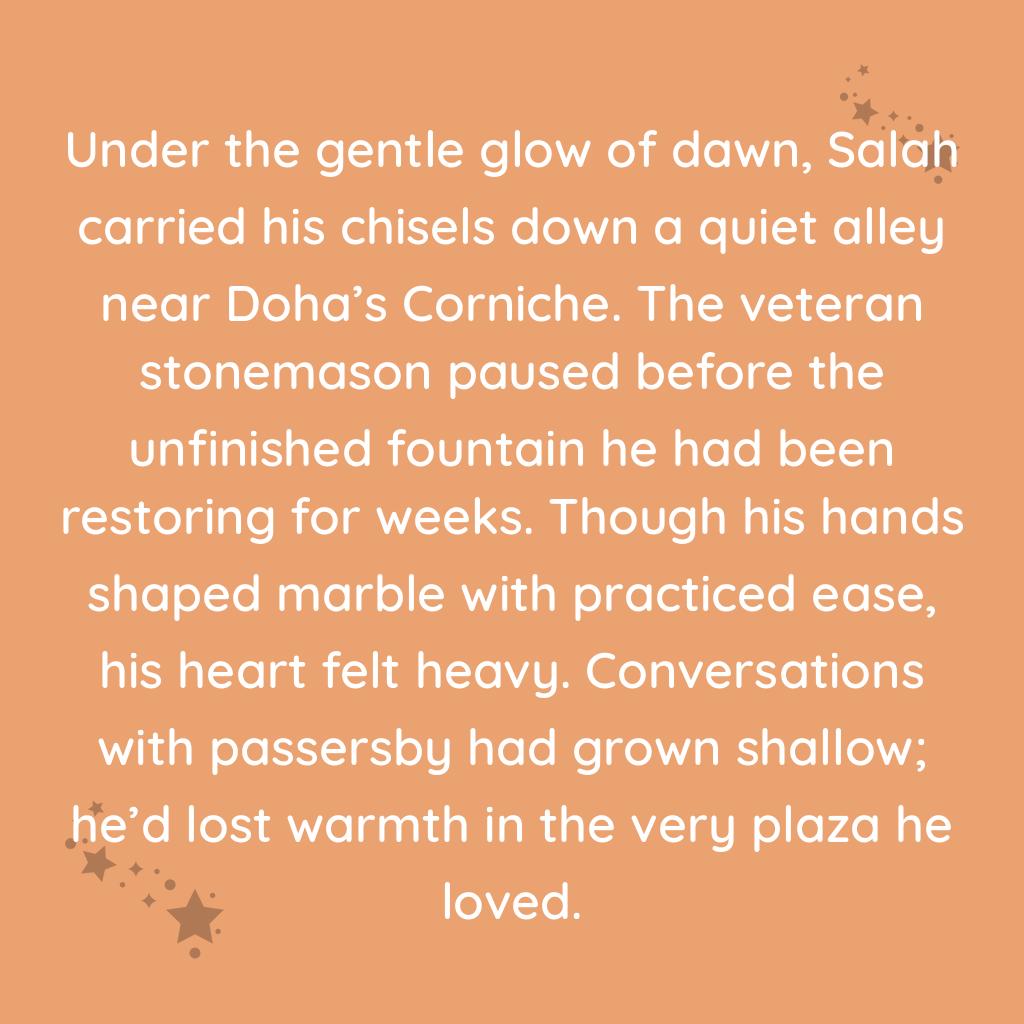 Under the gentle glow of dawn, Salah
carried his chisels down a quiet alley
near Doha’s Corniche. The veteran
stonemason paused before the
unfinished fountain he had been
restoring for weeks. Though his hands
shaped marble with practiced ease,
his heart felt heavy. Conversations
with passersby had grown shallow;
he’d lost warmth in the very plaza he
loved.